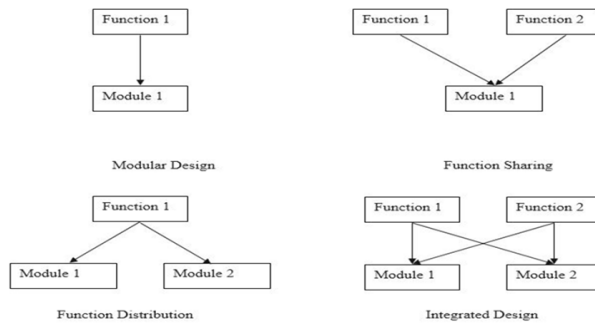 Function 1
Module 1
Modular Design
Function 1
Function 2
Module 1
Function Sharing
Function 1
Module 1
Module 2
Function Distribution
Function 1
Function 2
Module 1
Module 2
Integrated Design